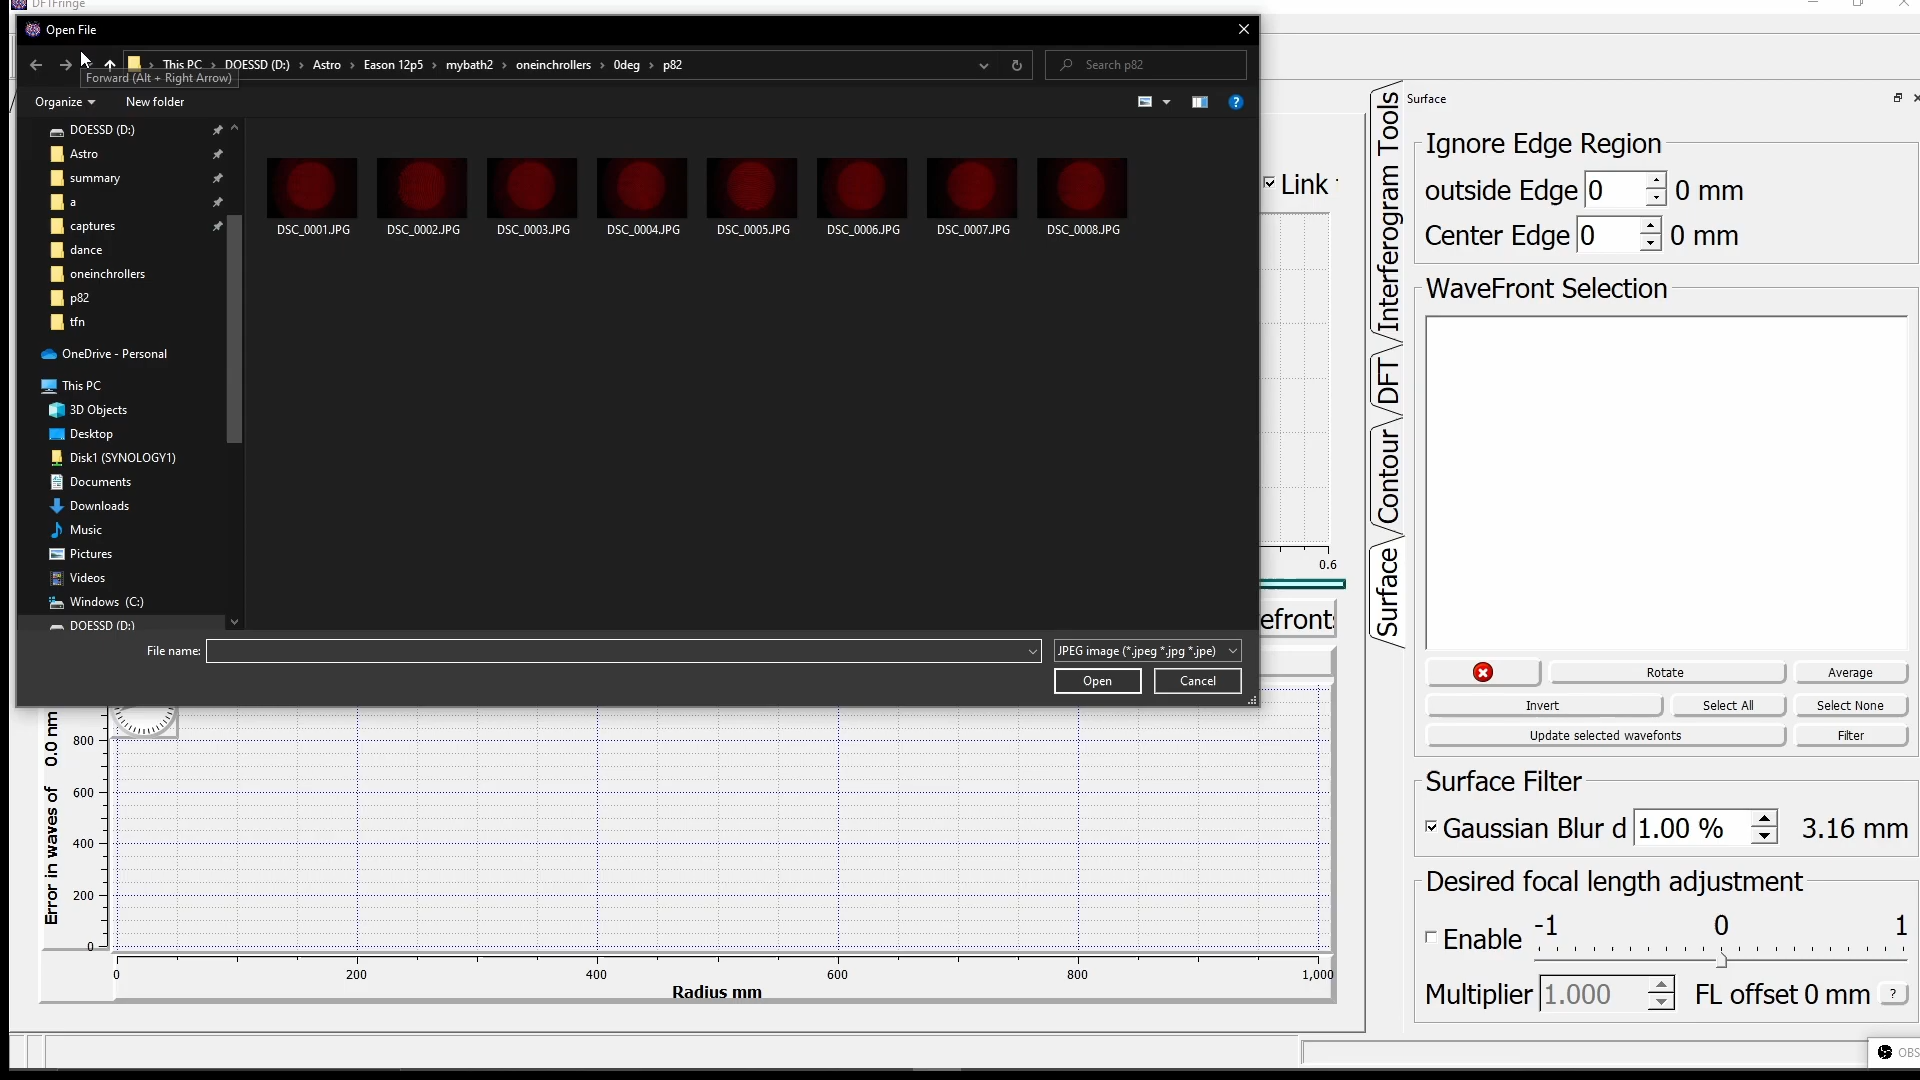 DFTFringe
Open File
This PC > DOESSD (D:) > Astro > Eason 12p5 > mybath2 > oneinchrollers > 0deg > p82
Search p82
Forward (Alt + Right Arrow)
Organize
New folder
DOESSD (D:)
Astro
summary
a
captures
dance
oneinchrollers
p82
tfn
OneDrive - Personal
This PC
3D Objects
Desktop
Disk1 (SYNOLOGY1)
Documents
Downloads
Music
Pictures
Videos
Windows (C:)
DOESSD (D:)
DSC_0001.JPG
DSC_0002.JPG
DSC_0003.JPG
DSC_0004.JPG
DSC_0005.JPG
DSC_0006.JPG
DSC_0007.JPG
DSC_0008.JPG
File name:
JPEG image (*.jpeg *.jpg *.jpe)
Open
Cancel
Link
0.6
efront
Error in waves of 0.0 nm
800
600
400
200
0
0
200
400
600
800
1,000
Radius mm
Interferogram Tools
DFT
Contour
Surface
Surface
Ignore Edge Region
outside Edge 0 0 mm
Center Edge 0 0 mm
WaveFront Selection
Rotate
Average
Invert
Select All
Select None
Update selected wavefonts
Filter
Surface Filter
Gaussian Blur d 1.00 % 3.16 mm
Desired focal length adjustment
Enable
-1
0
1
Multiplier 1.000
FL offset 0 mm
?
OBS